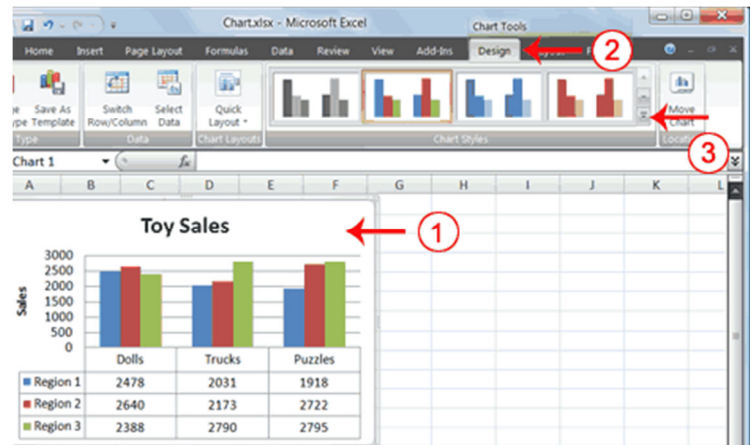 Chart.xlsx - Microsoft Excel
Chart Tools
Home Insert Page Layout Formulas Data Review View Add-Ins Design
2
Save As Template
Switch Row/Column
Select Data
Quick Layout
Move Chart
Type Data Chart Layouts Chart Styles
3
Chart 1 fx
A B C D E F G H I J K L
Toy Sales
1
Sales
3000
2500
2000
1500
1000
500
0
Dolls Trucks Puzzles
Region 1 2478 2031 1918
Region 2 2640 2173 2722
Region 3 2388 2790 2795